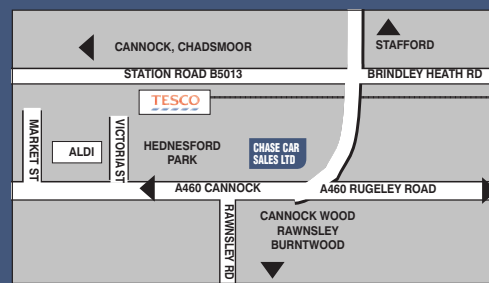 CANNOCK, CHADSMOOR
STAFFORD
STATION ROAD B5013
BRINDLEY HEATH RD
TESCO
MARKET ST
ALDI
VICTORIA ST
HEDNESFORD
PARK
CHASE CAR
SALES LTD
A460 CANNOCK
A460 RUGELEY ROAD
RAWNSLEY RD
CANNOCK WOOD
RAWNSLEY
BURNTWOOD